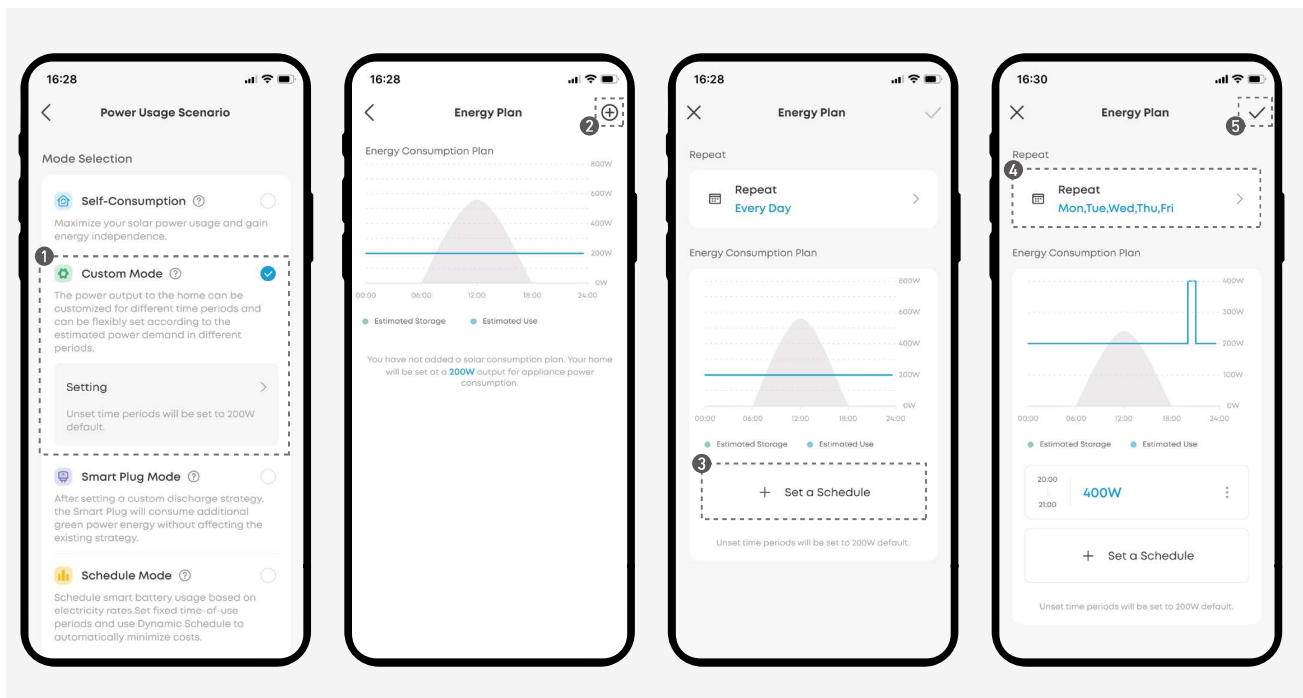 16:28
Power Usage Scenario
Mode Selection
Self-Consumption ?
Maximize your solar power usage and gain
energy independence.
1
Custom Mode ?
The power output to the home can be
customized for different time periods and
can be flexibly set according to the
estimated power demand in different
periods.
Setting
Unset time periods will be set to 200W
default.
Smart Plug Mode ?
After setting a custom discharge strategy,
the Smart Plug will consume additional
green power energy without affecting the
existing strategy.
Schedule Mode ?
Schedule smart battery usage based on
electricity rates.Set fixed time-of-use
periods and use Dynamic Schedule to
automatically minimize costs.
16:28
Energy Plan
2
Energy Consumption Plan
800W
600W
400W
200W
0W
00:00 06:00 12:00 18:00 24:00
Estimated Storage Estimated Use
You have not added a solar consumption plan. Your home
will be set at a 200W output for appliance power
consumption.
16:28
Energy Plan
Repeat
Repeat
Every Day
Energy Consumption Plan
800W
600W
400W
200W
0W
00:00 06:00 12:00 18:00 24:00
Estimated Storage Estimated Use
3
+ Set a Schedule
Unset time periods will be set to 200W default.
16:30
Energy Plan
5
Repeat
4
Repeat
Mon,Tue,Wed,Thu,Fri
Energy Consumption Plan
400W
300W
200W
100W
0W
00:00 06:00 12:00 18:00 24:00
Estimated Storage Estimated Use
20:00
400W
21:00
+ Set a Schedule
Unset time periods will be set to 200W default.